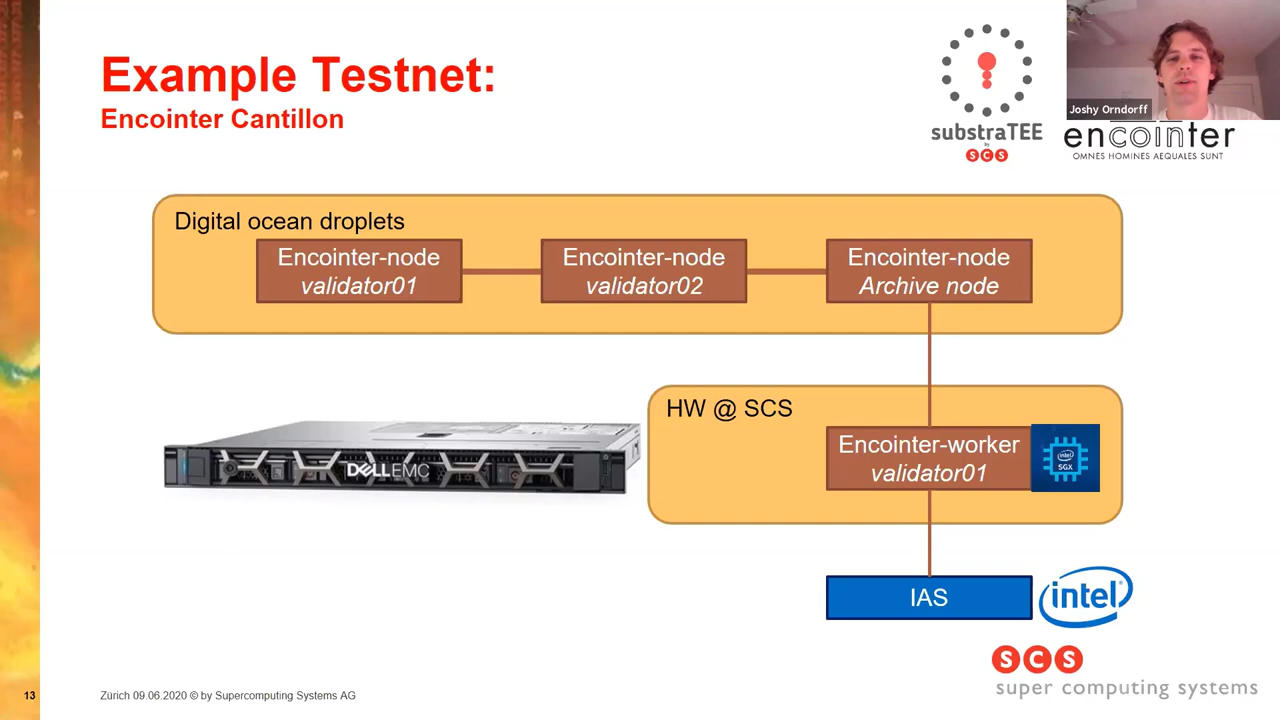 Example Testnet:
Encointer Cantillon
substraTEE
by
SCS
Joshy Orndorff
encointer
OMNES HOMINES AEQUALES SUNT
Digital ocean droplets
Encointer-node
validator01
Encointer-node
validator02
Encointer-node
Archive node
DELLEMC
HW @ SCS
Encointer-worker
validator01
intel
SGX
IAS
intel
SCS
super computing systems
13
Zürich 09.06.2020 © by Supercomputing Systems AG